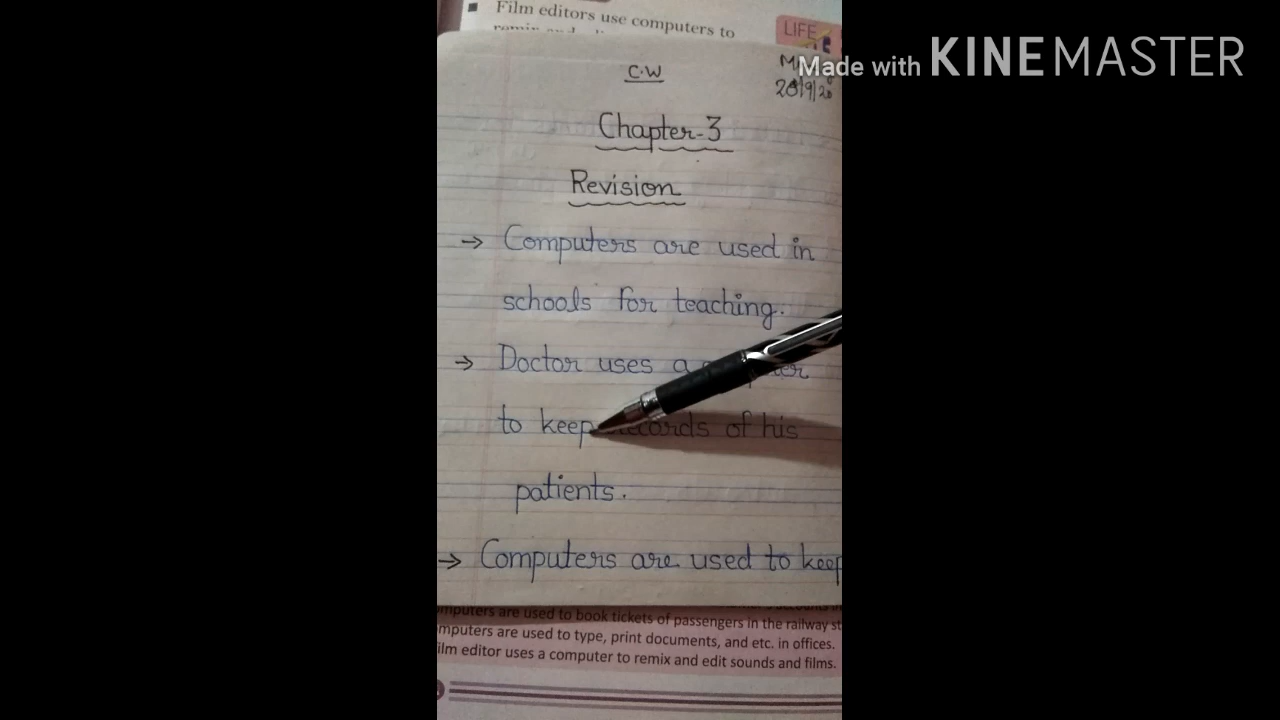 Film editors use computers to
LIFE
Made with KINEMASTER
C.W
Chapter-3
Revision
→ Computers are used in
schools for teaching.
→ Doctor uses a
to keep records of his
patients.
→ Computers are used to keep
mputers are used to book tickets of passengers in the railway st
mputers are used to type, print documents, and etc. in offices.
ilm editor uses a computer to remix and edit sounds and films.